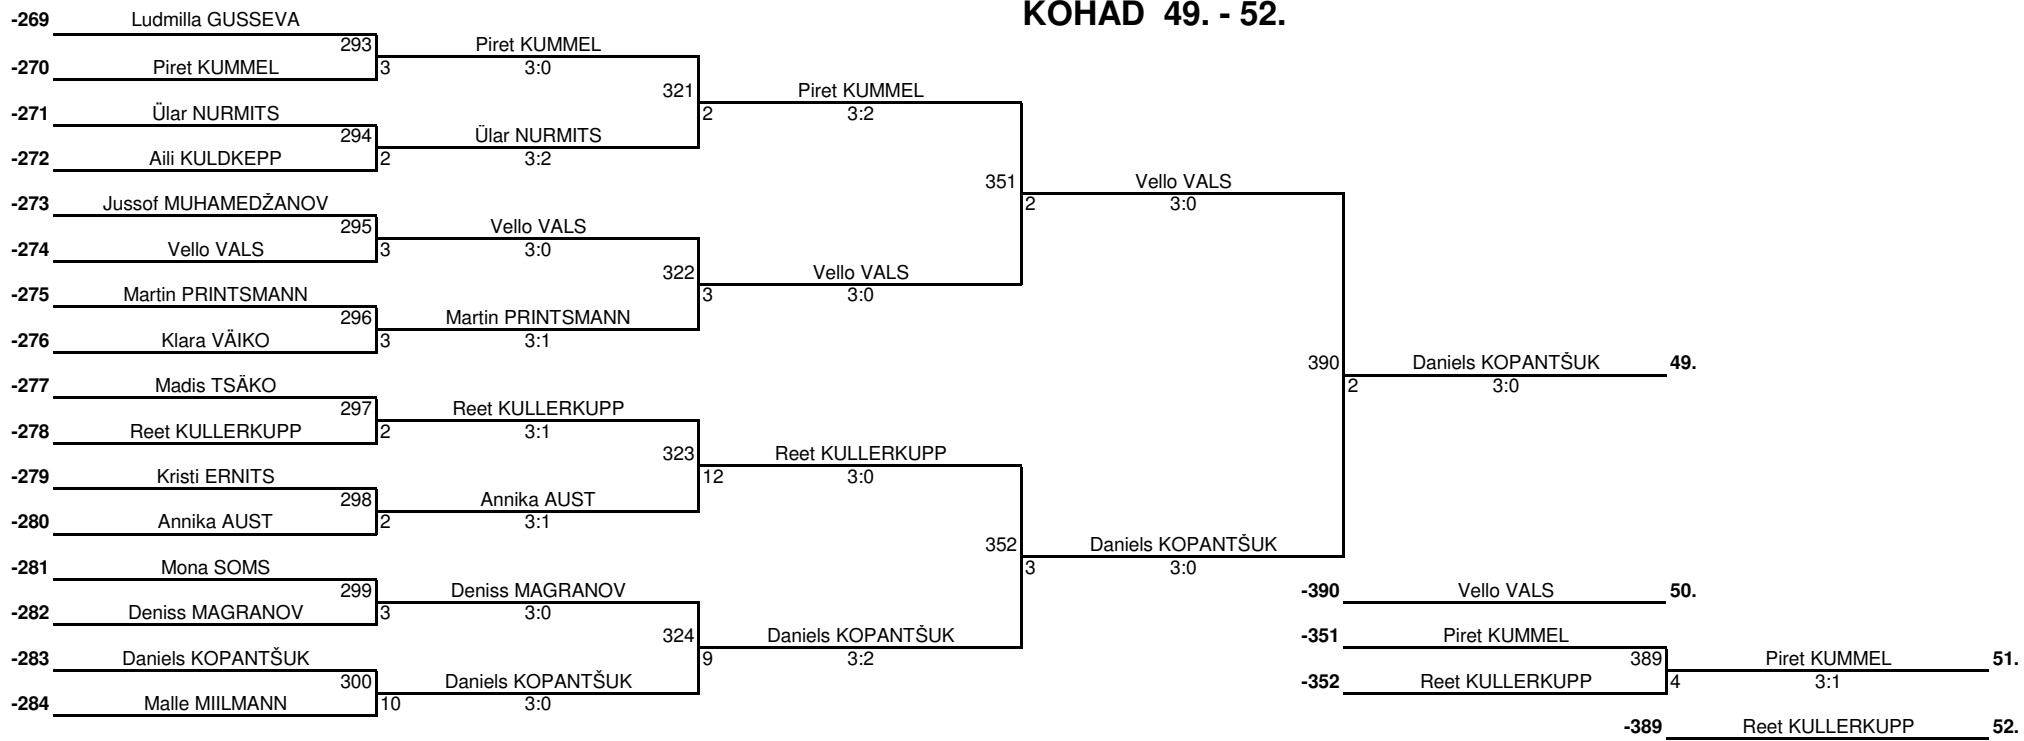 KOHAD 49. - 52.
-269 Ludmilla GUSSEVA
293 Piret KUMMEL
-270 Piret KUMMEL 3 3:0
321 Piret KUMMEL
-271 Ülar NURMITS 2 3:2
294 Ülar NURMITS
-272 Aili KULDKEPP 2 3:2
351 Vello VALS
-273 Jussof MUHAMEDŽANOV 2 3:0
295 Vello VALS
-274 Vello VALS 3 3:0
322 Vello VALS
-275 Martin PRINTSMANN 3 3:0
296 Martin PRINTSMANN
-276 Klara VÄIKO 3 3:1
390 Daniels KOPANTŠUK 49.
-277 Madis TSÄKO 2 3:0
297 Reet KULLERKUPP
-278 Reet KULLERKUPP 2 3:1
323 Reet KULLERKUPP
-279 Kristi ERNITS 12 3:0
298 Annika AUST
-280 Annika AUST 2 3:1
352 Daniels KOPANTŠUK
-281 Mona SOMS 3 3:0
299 Deniss MAGRANOV -390 Vello VALS 50.
-282 Deniss MAGRANOV 3 3:0
324 Daniels KOPANTŠUK -351 Piret KUMMEL
-283 Daniels KOPANTŠUK 9 3:2 389 Piret KUMMEL 51.
300 Daniels KOPANTŠUK -352 Reet KULLERKUPP 4 3:1
-284 Malle MIILMANN 10 3:0
-389 Reet KULLERKUPP 52.